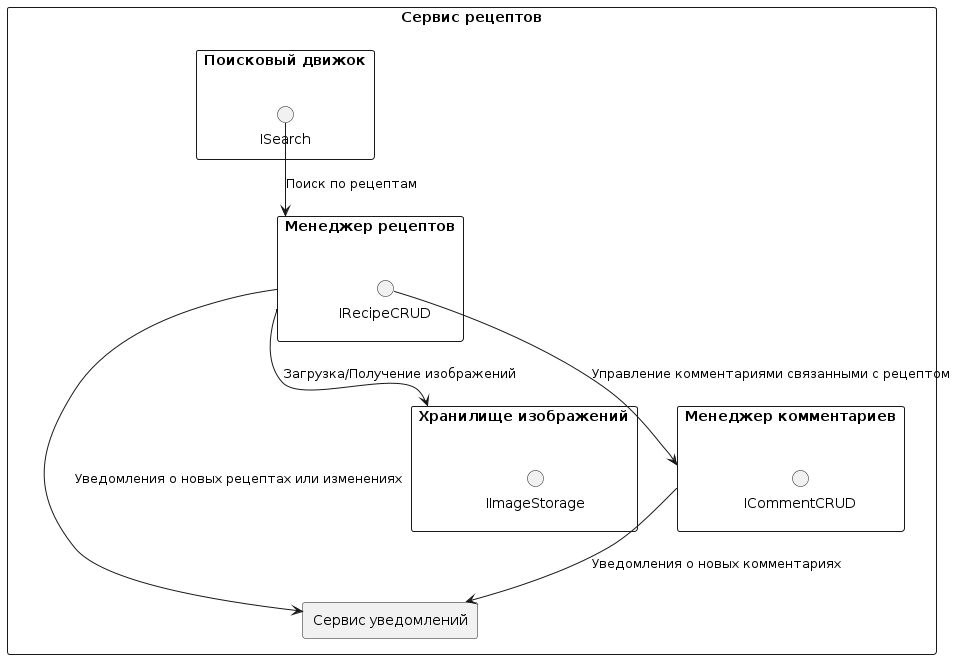 Сервис рецептов
Поисковый движок
ISearch
Поиск по рецептам
Менеджер рецептов
IRecipeCRUD
Загрузка/Получение изображений
Управление комментариями связанными с рецептом
Хранилище изображений
Менеджер комментариев
Уведомления о новых рецептах или изменениях
IImageStorage
ICommentCRUD
Уведомления о новых комментариях
Сервис уведомлений